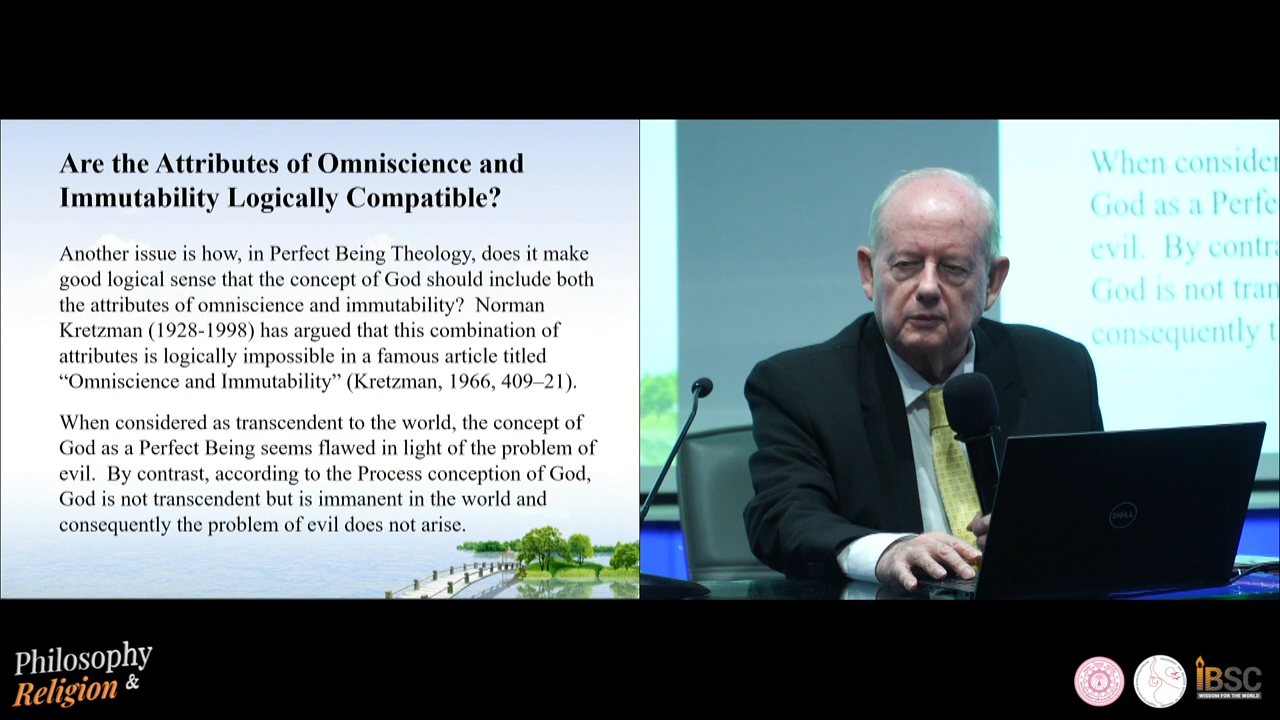 Are the Attributes of Omniscience and
Immutability Logically Compatible?
Another issue is how, in Perfect Being Theology, does it make
good logical sense that the concept of God should include both
the attributes of omniscience and immutability?  Norman
Kretzman (1928-1998) has argued that this combination of
attributes is logically impossible in a famous article titled
“Omniscience and Immutability” (Kretzman, 1966, 409–21).
When considered as transcendent to the world, the concept of
God as a Perfect Being seems flawed in light of the problem of
evil.  By contrast, according to the Process conception of God,
God is not transcendent but is immanent in the world and
consequently the problem of evil does not arise.
When consider
God as a Perfe
evil.  By contra
God is not tran
consequently t
DELL
Philosophy
Religion &
iBSC
WISDOM FOR THE WORLD